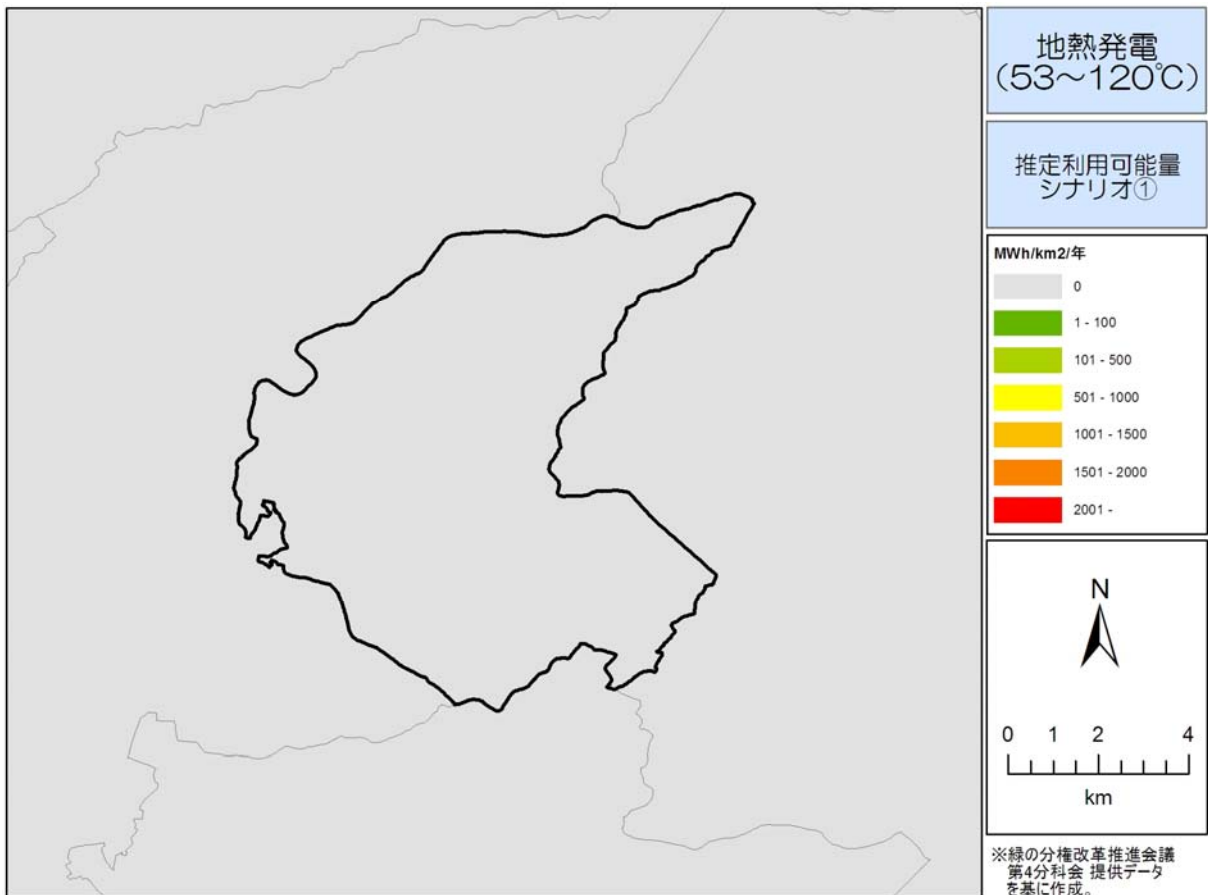 地熱発電
(53～120℃)
推定利用可能量
シナリオ①
MWh/km2/年
0
1 - 100
101 - 500
501 - 1000
1001 - 1500
1501 - 2000
2001 -
N
0 1 2 4
km
※緑の分権改革推進会議
第4分科会 提供データ
を基に作成。